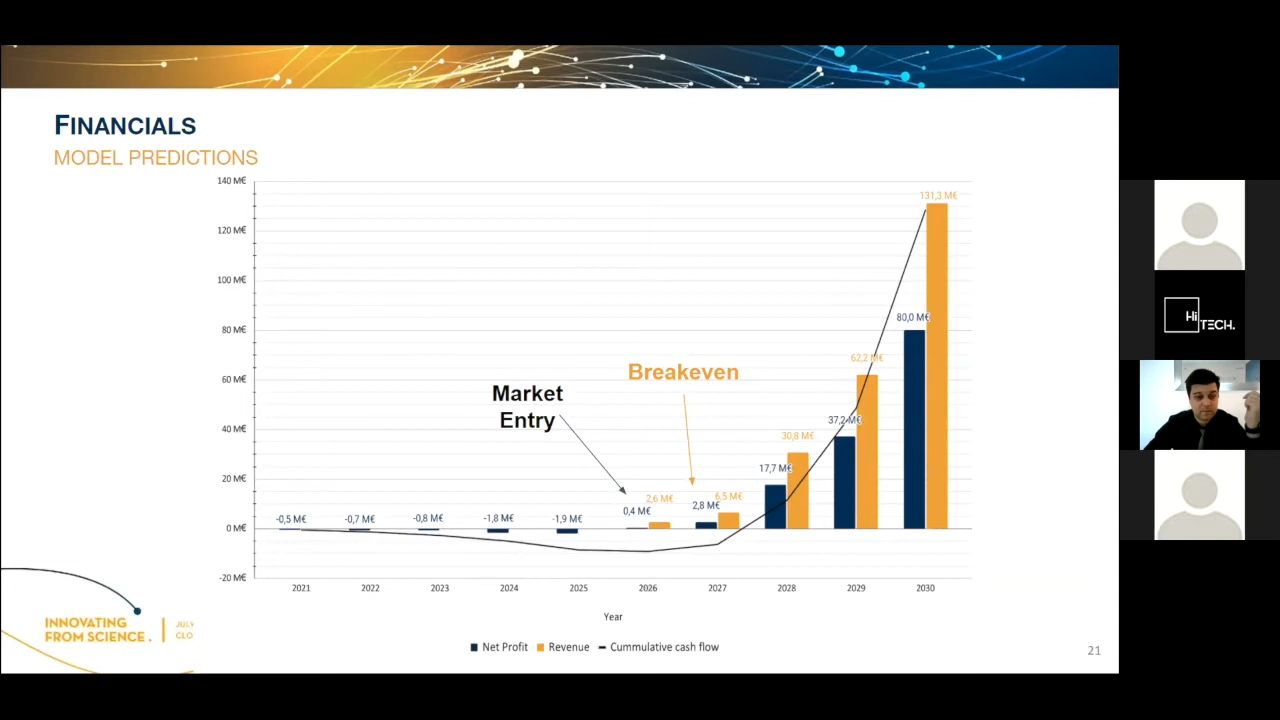 FINANCIALS
MODEL PREDICTIONS
140 M€
120 M€
100 M€
80 M€
60 M€
40 M€
20 M€
0 M€
-20 M€
Market
Entry
Breakeven
-0,5 M€
-0,7 M€
-0,8 M€
-1,8 M€
-1,9 M€
0,4 M€
2,6 M€
2,8 M€
6,5 M€
17,7 M€
30,8 M€
37,2 M€
62,2 M€
80,0 M€
131,3 M€
2021 2022 2023 2024 2025 2026 2027 2028 2029 2030
Year
Net Profit Revenue Cummulative cash flow
INNOVATING
FROM SCIENCE.
JULY
CLO
21
Hi
TECH.